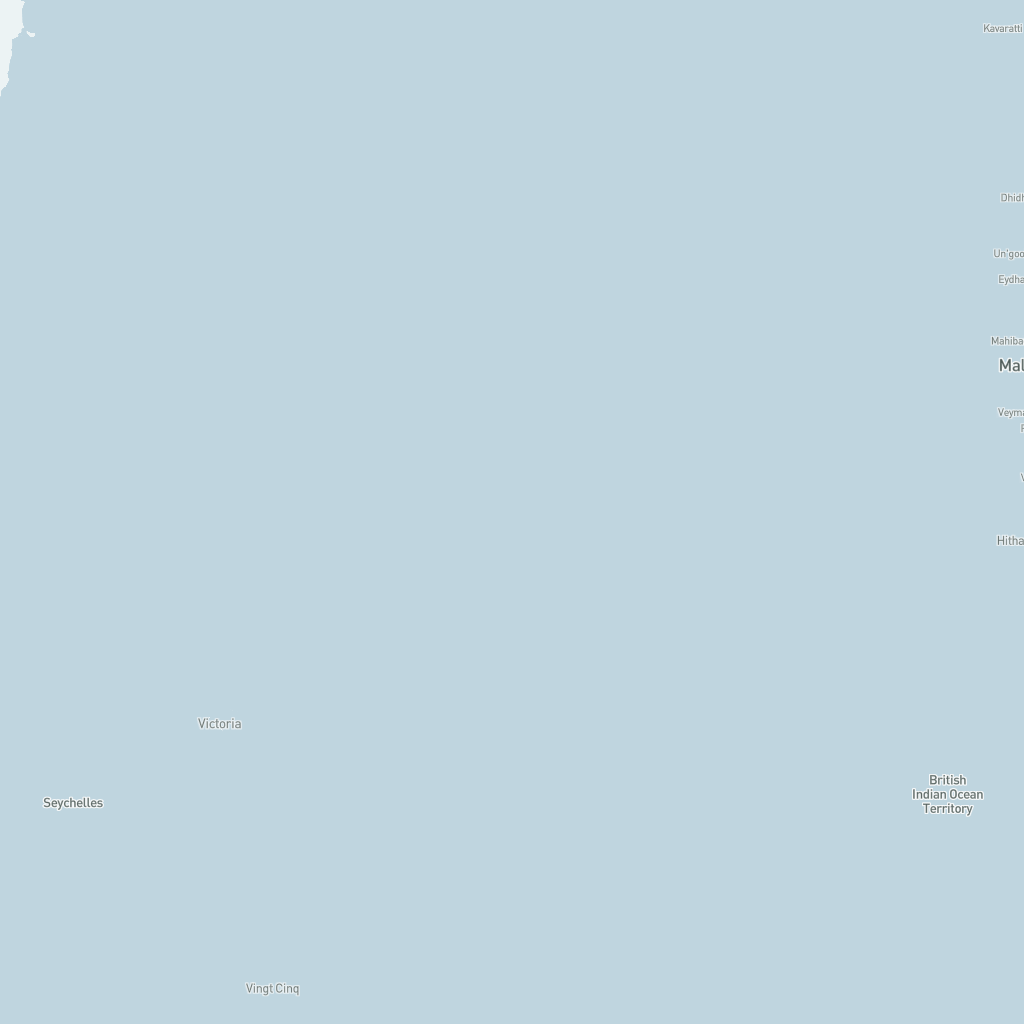 Kavaratti
Dhidh
Un'goo
Eydha
Mahiba
Mal
Veyma
Hitha
Victoria
British
Indian Ocean
Territory
Seychelles
Vingt Cinq